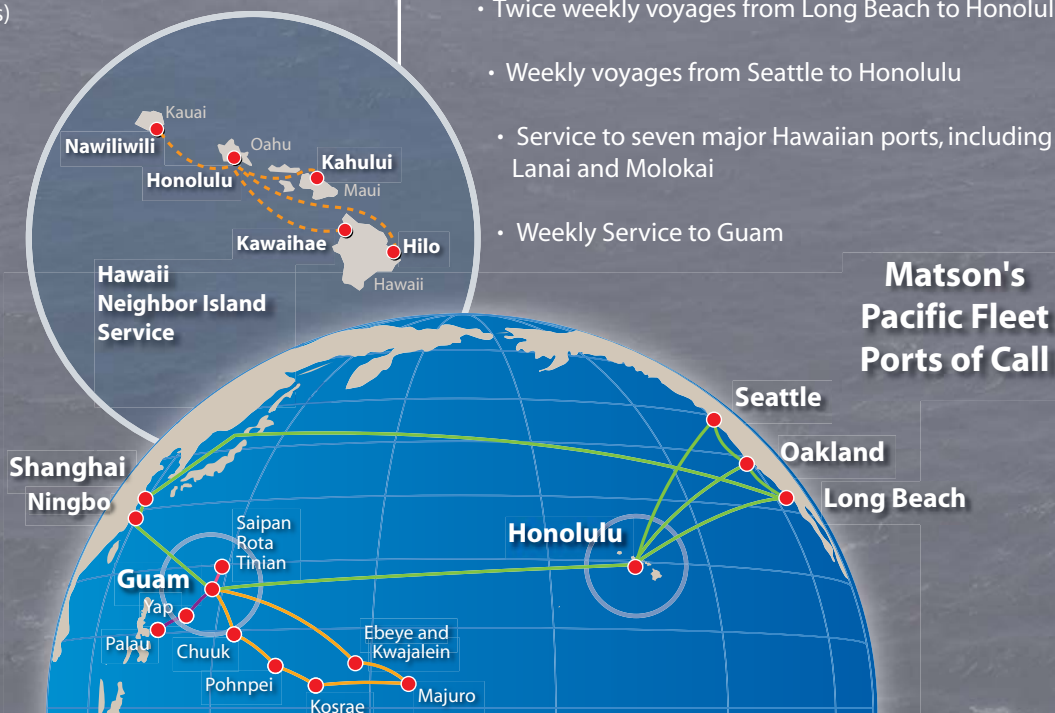 s)
• Twice weekly voyages from Long Beach to Honolul
• Weekly voyages from Seattle to Honolulu
• Service to seven major Hawaiian ports, including
Lanai and Molokai
• Weekly Service to Guam
Kauai
Nawiliwili
Oahu
Honolulu
Kahului
Maui
Kawaihae
Hilo
Hawaii
Hawaii
Neighbor Island
Service
Matson's
Pacific Fleet
Ports of Call
Seattle
Oakland
Long Beach
Shanghai
Ningbo
Honolulu
Saipan
Rota
Tinian
Guam
Yap
Palau
Chuuk
Pohnpei
Kosrae
Ebeye and
Kwajalein
Majuro